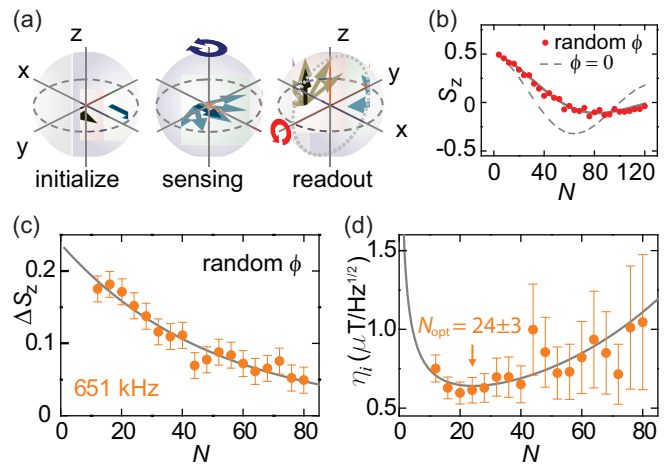 (a)
z
z
z
x
y
x
y
initialize
sensing
readout
(b)
random ϕ
ϕ = 0
S_z
0.5
0
-0.5
0
40
80
120
N
(c)
random ϕ
ΔS_z
0.2
0.1
0
651 kHz
0
20
40
60
80
N
(d)
η_i (μT/Hz^{1/2})
1.5
1.0
0.5
N_opt = 24±3
0
20
40
60
80
N